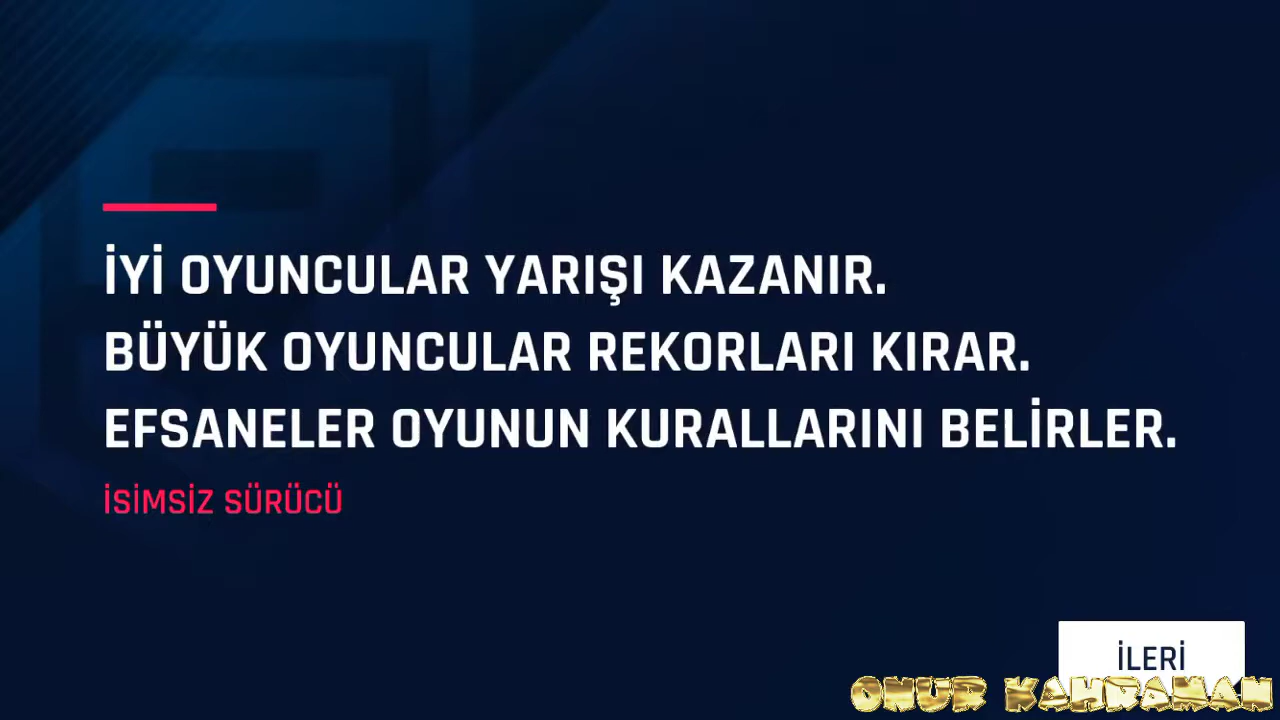 İYİ OYUNCULAR YARIŞI KAZANIR.
BÜYÜK OYUNCULAR REKORLARI KIRAR.
EFSANELER OYUNUN KURALLARINI BELİRLER.
İSİMSİZ SÜRÜCÜ
İLERİ
ONUR KAHRAMAN